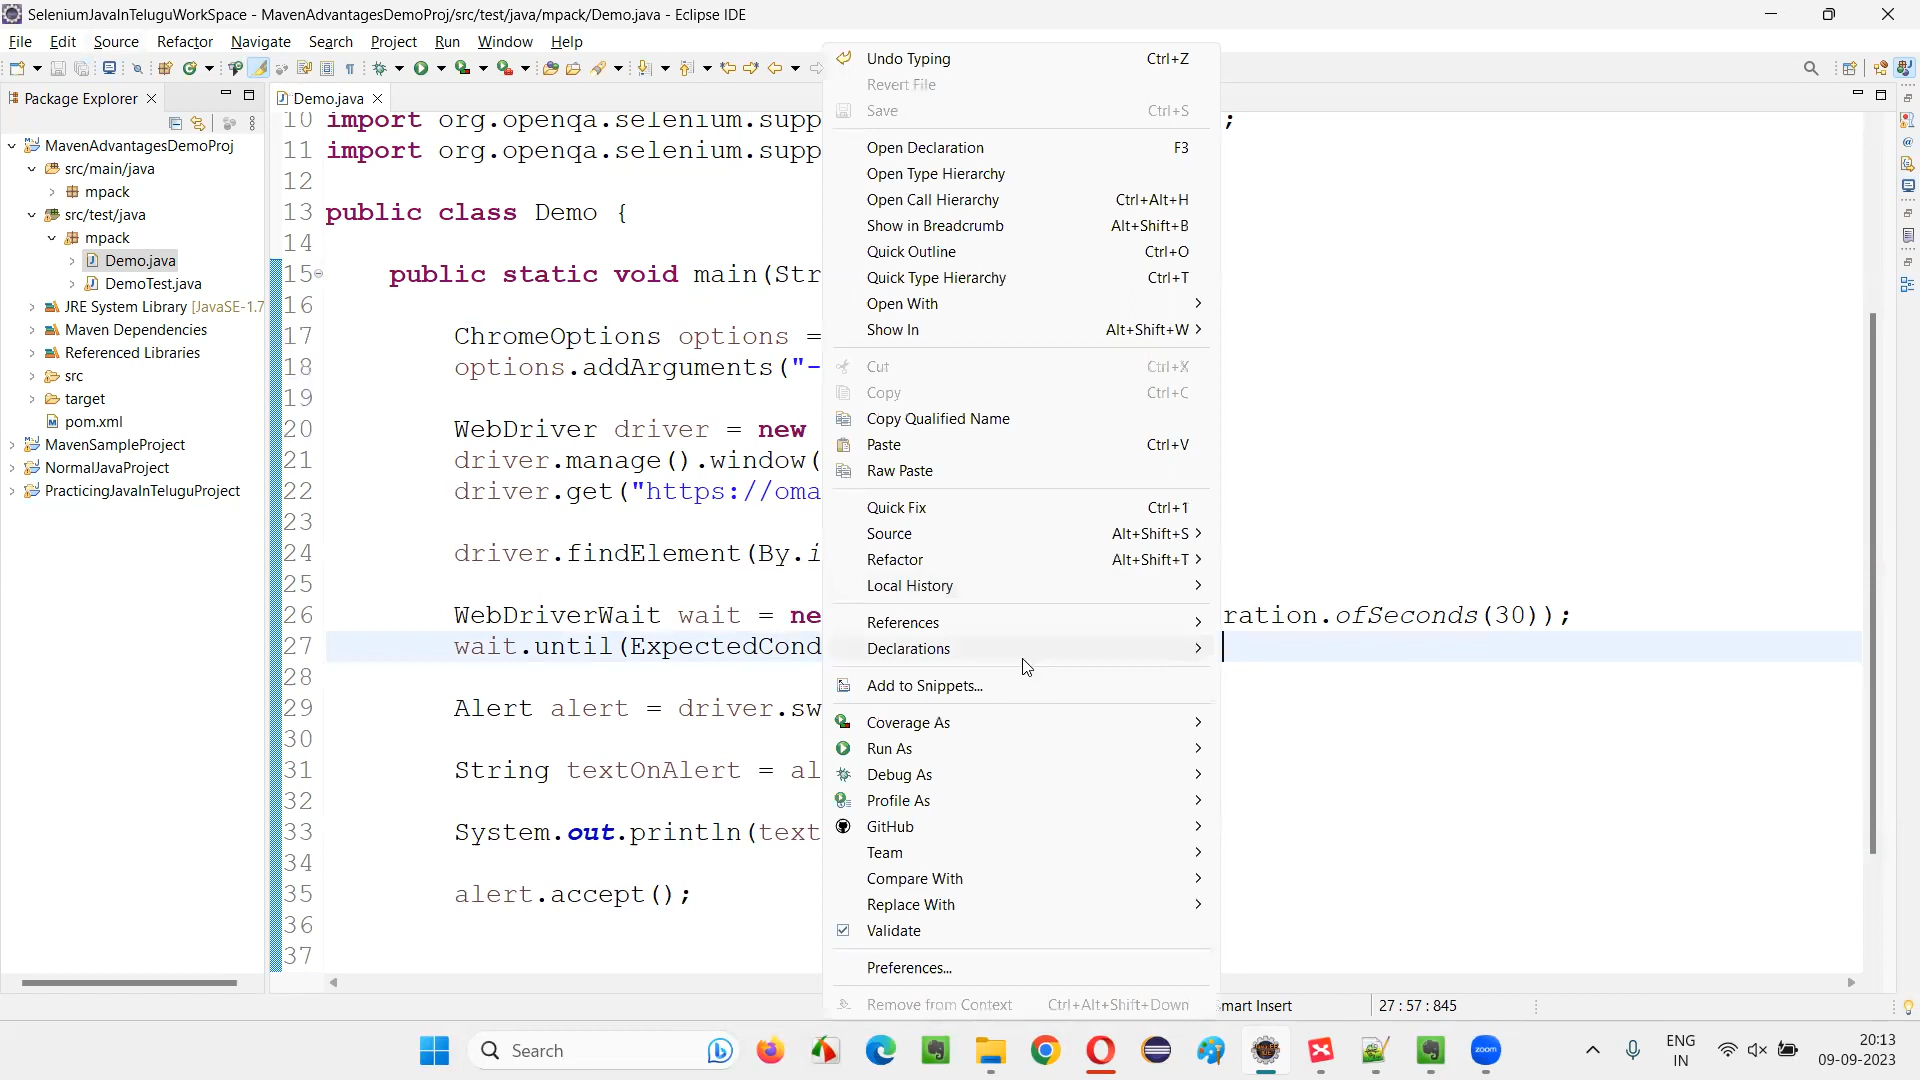 SeleniumJavaInTeluguWorkSpace - MavenAdvantagesDemoProj/src/test/java/mpack/Demo.java - Eclipse IDE
File Edit Source Refactor Navigate Search Project Run Window Help
Package Explorer
MavenAdvantagesDemoProj
src/main/java
mpack
src/test/java
mpack
Demo.java
DemoTest.java
JRE System Library [JavaSE-1.7
Maven Dependencies
Referenced Libraries
src
target
pom.xml
MavenSampleProject
NormalJavaProject
PracticingJavaInTeluguProject
Demo.java
10 import org.openqa.selenium.supp ;
11 import org.openqa.selenium.supp
12
13 public class Demo {
14
15 public static void main(Str
16
17 ChromeOptions options =
18 options.addArguments("-
19
20 WebDriver driver = new
21 driver.manage().window(
22 driver.get("https://oma
23
24 driver.findElement(By.i
25
26 WebDriverWait wait = ne ration.ofSeconds(30));
27 wait.until(ExpectedCond
28
29 Alert alert = driver.sw
30
31 String textOnAlert = al
32
33 System.out.println(text
34
35 alert.accept();
36
37
Undo Typing Ctrl+Z
Revert File
Save Ctrl+S
Open Declaration F3
Open Type Hierarchy
Open Call Hierarchy Ctrl+Alt+H
Show in Breadcrumb Alt+Shift+B
Quick Outline Ctrl+O
Quick Type Hierarchy Ctrl+T
Open With
Show In Alt+Shift+W
Cut Ctrl+X
Copy Ctrl+C
Copy Qualified Name
Paste Ctrl+V
Raw Paste
Quick Fix Ctrl+1
Source Alt+Shift+S
Refactor Alt+Shift+T
Local History
References
Declarations
Add to Snippets...
Coverage As
Run As
Debug As
Profile As
GitHub
Team
Compare With
Replace With
Validate
Preferences...
Remove from Context Ctrl+Alt+Shift+Down
mart Insert 27 : 57 : 845
Search
zoom
ENG
IN
20:13
09-09-2023